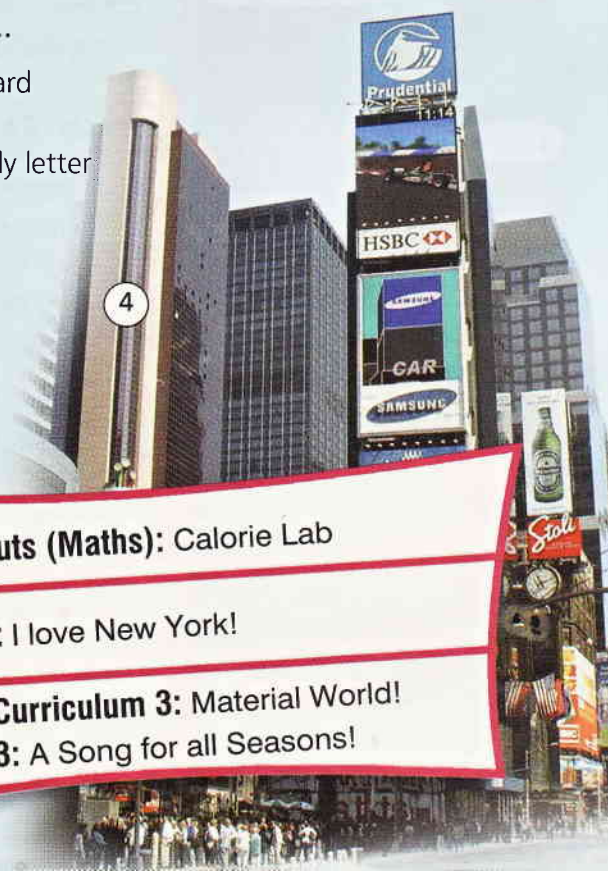 ..
ard
ly letter
Prudential
11:14
HSBC
4
SAMSUNG
CAR
SAMSUNG
uts (Maths): Calorie Lab
: I love New York!
Curriculum 3: Material World!
3: A Song for all Seasons!
Stoli